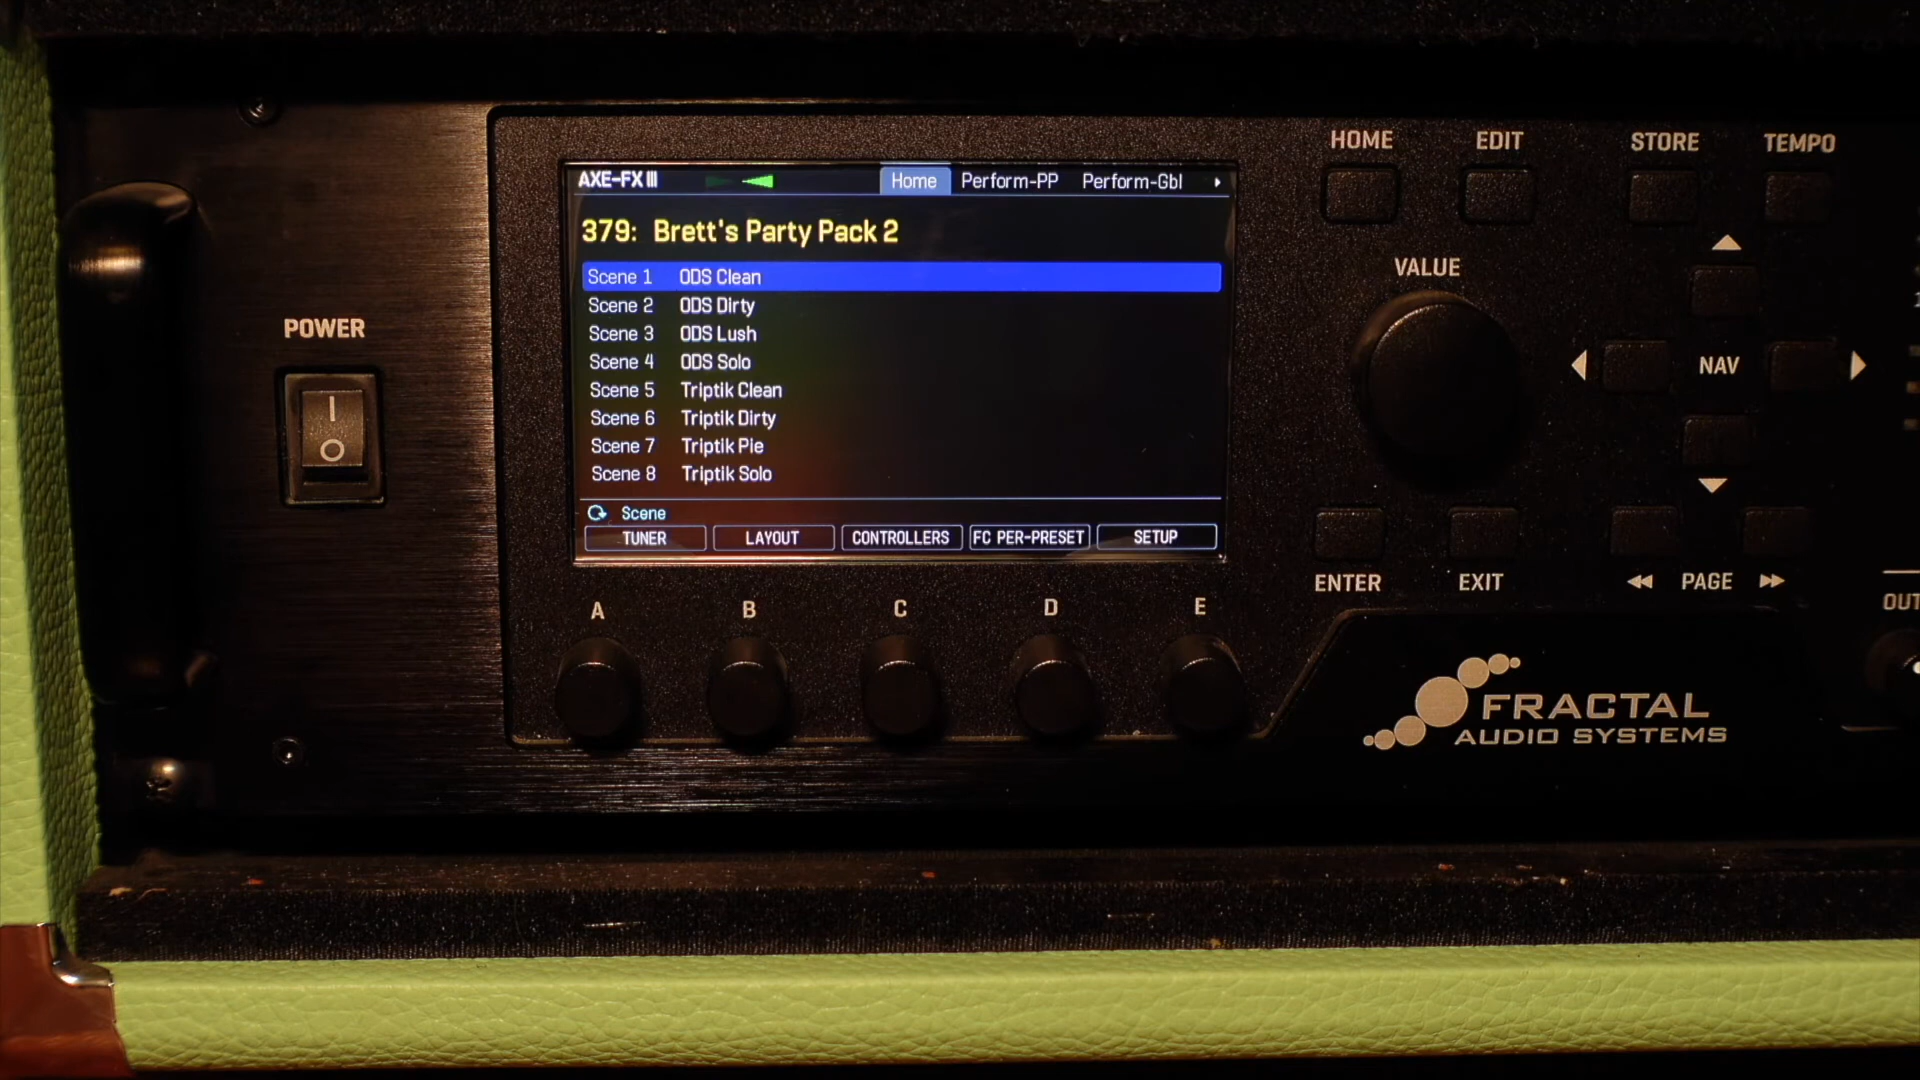 HOME EDIT STORE TEMPO
AXE-FX III Home Perform-PP Perform-Gbl
379: Brett's Party Pack 2
Scene 1 ODS Clean
Scene 2 ODS Dirty
Scene 3 ODS Lush
Scene 4 ODS Solo
Scene 5 Triptik Clean
Scene 6 Triptik Dirty
Scene 7 Triptik Pie
Scene 8 Triptik Solo
Scene
TUNER LAYOUT CONTROLLERS FC PER-PRESET SETUP
POWER
VALUE
NAV
ENTER EXIT PAGE
A B C D E
FRACTAL
AUDIO SYSTEMS